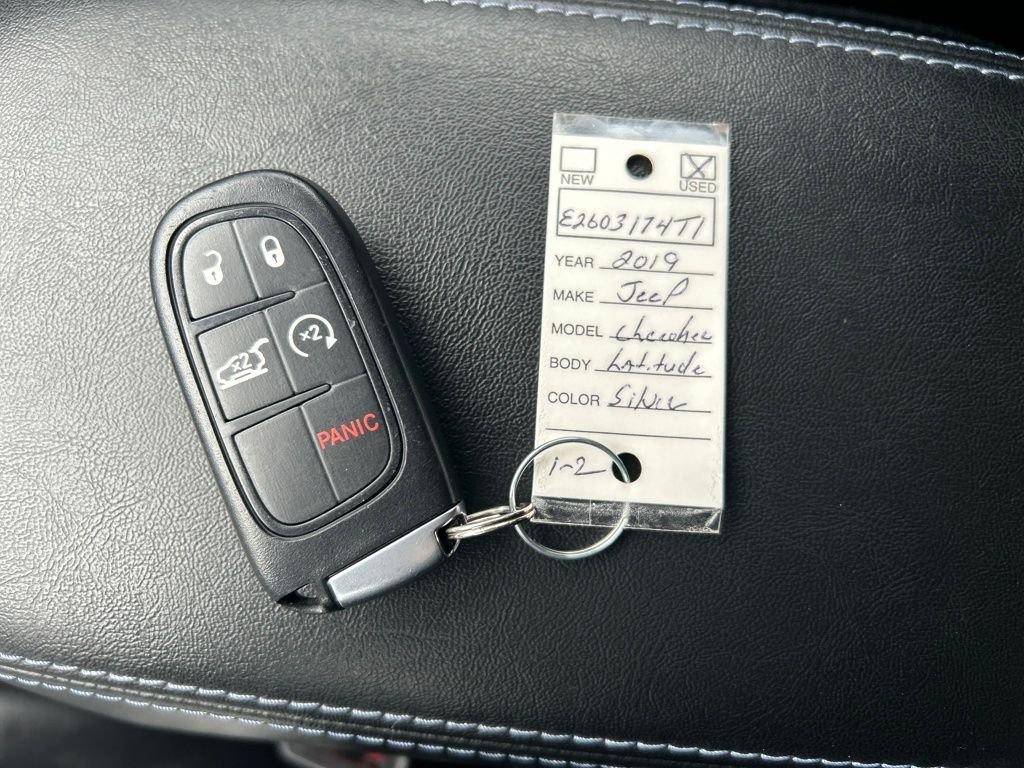 x2
x2
PANIC
NEW
USED
E2603174T1
YEAR 2019
MAKE Jeep
MODEL cherokee
BODY Latitude
COLOR Silver
1-2